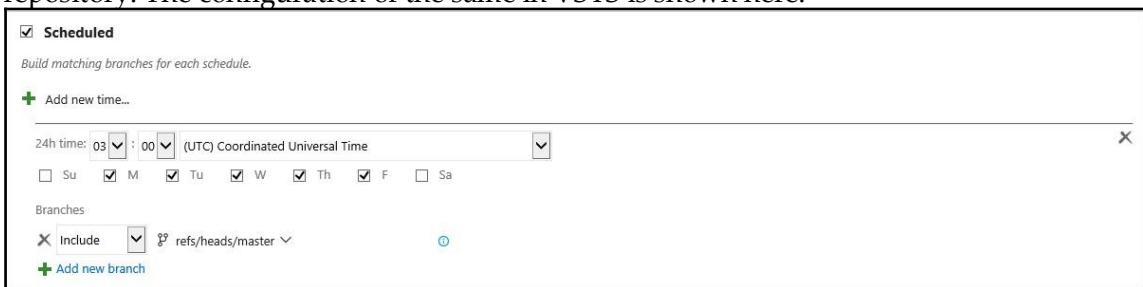 repository. The configuration of the same in VSTS is shown here:
Scheduled
Build matching branches for each schedule.
Add new time...
24h time: 03 : 00 (UTC) Coordinated Universal Time
Su M Tu W Th F Sa
Branches
Include refs/heads/master
Add new branch